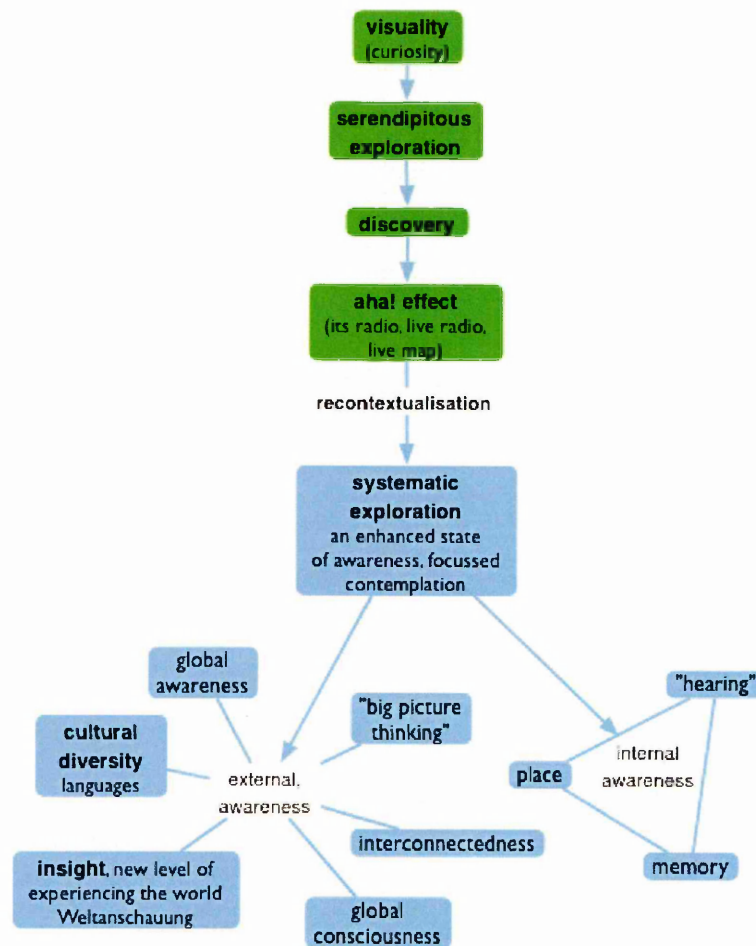 visuality
(curiosity)
serendipitous
exploration
discovery
aha! effect
(its radio, live radio,
live map)
recontextualisation
systematic
exploration
an enhanced state
of awareness, focussed
contemplation
global
awareness
"big picture
thinking"
"hearing"
cultural
diversity
languages
external,
awareness
place
internal
awareness
interconnectedness
memory
insight, new level of
experiencing the world
Weltanschauung
global
consciousness